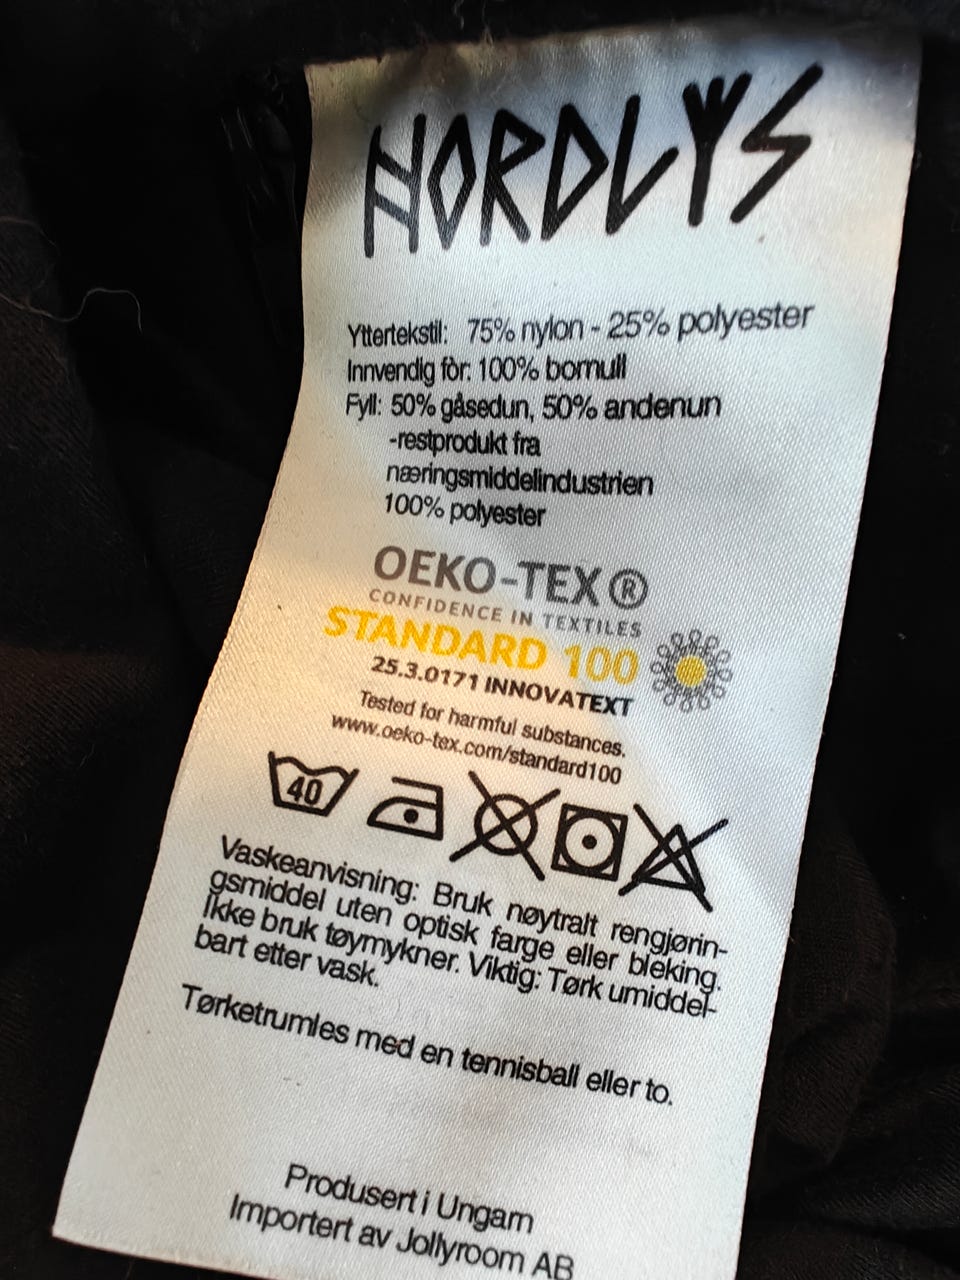 NORDLYS
Yttertekstil: 75% nylon - 25% polyester
Innvendig fòr: 100% bomull
Fyll: 50% gåsedun, 50% andenun
-restprodukt fra
næringsmiddelindustrien
100% polyester
OEKO-TEX®
CONFIDENCE IN TEXTILES
STANDARD 100
25.3.0171 INNOVATEXT
Tested for harmful substances.
www.oeko-tex.com/standard100
40
Vaskeanvisning: Bruk nøytralt rengjørin-
gsmiddel uten optisk farge eller bleking.
Ikke bruk tøymykner. Viktig: Tørk umiddel-
bart etter vask.
Tørketrumles med en tennisball eller to.
Produsert i Ungarn
Importert av Jollyroom AB